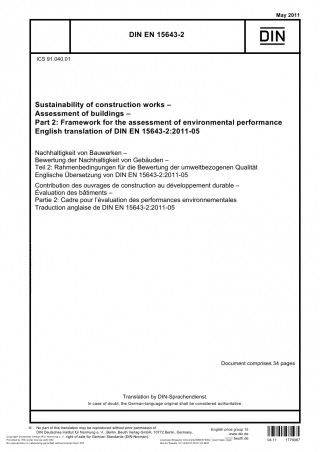 May 2011
DIN EN 15643-2
DIN
ICS 91.040.01
Sustainability of construction works –
Assessment of buildings –
Part 2: Framework for the assessment of environmental performance
English translation of DIN EN 15643-2:2011-05
Nachhaltigkeit von Bauwerken –
Bewertung der Nachhaltigkeit von Gebäuden –
Teil 2: Rahmenbedingungen für die Bewertung der umweltbezogenen Qualität
Englische Übersetzung von DIN EN 15643-2:2011-05
Contribution des ouvrages de construction au développement durable –
Évaluation des bâtiments –
Partie 2: Cadre pour l'évaluation des performances environnementales
Traduction anglaise de DIN EN 15643-2:2011-05
Document comprises 34 pages
Translation by DIN-Sprachendienst.
In case of doubt, the German-language original shall be considered authoritative.
© No part of this translation may be reproduced without prior permission of
DIN Deutsches Institut für Normung e. V., Berlin. Beuth Verlag GmbH, 10772 Berlin, Germany,
right of sale for German Standards (DIN-Normen).
English price group 15
www.din.de
www.beuth.de